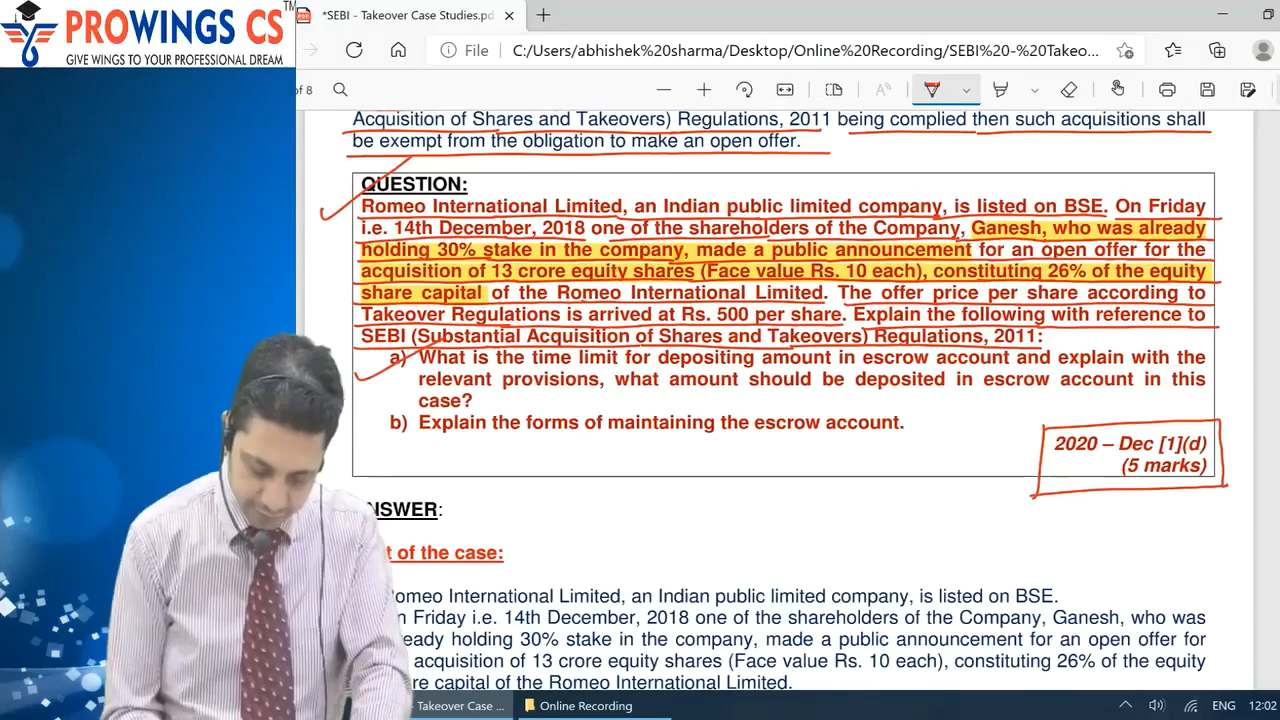 PROWINGS CS TM
GIVE WINGS TO YOUR PROFESSIONAL DREAM
PDF *SEBI - Takeover Case Studies.pd
File C:/Users/abhishek%20sharma/Desktop/Online%20Recording/SEBI%20-%20Takeo...
of 8
Acquisition of Shares and Takeovers) Regulations, 2011 being complied then such acquisitions shall
be exempt from the obligation to make an open offer.
QUESTION:
Romeo International Limited, an Indian public limited company, is listed on BSE. On Friday
i.e. 14th December, 2018 one of the shareholders of the Company, Ganesh, who was already
holding 30% stake in the company, made a public announcement for an open offer for the
acquisition of 13 crore equity shares (Face value Rs. 10 each), constituting 26% of the equity
share capital of the Romeo International Limited. The offer price per share according to
Takeover Regulations is arrived at Rs. 500 per share. Explain the following with reference to
SEBI (Substantial Acquisition of Shares and Takeovers) Regulations, 2011:
a) What is the time limit for depositing amount in escrow account and explain with the
relevant provisions, what amount should be deposited in escrow account in this
case?
b) Explain the forms of maintaining the escrow account.
2020 – Dec [1](d)
(5 marks)
NSWER:
t of the case:
Romeo International Limited, an Indian public limited company, is listed on BSE.
n Friday i.e. 14th December, 2018 one of the shareholders of the Company, Ganesh, who was
ready holding 30% stake in the company, made a public announcement for an open offer for
acquisition of 13 crore equity shares (Face value Rs. 10 each), constituting 26% of the equity
re capital of the Romeo International Limited.
Takeover Case ...
Online Recording
ENG 12:02